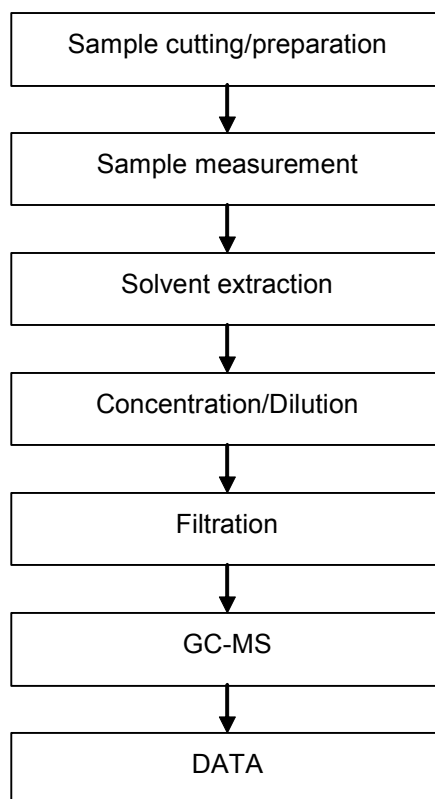 Sample cutting/preparation
Sample measurement
Solvent extraction
Concentration/Dilution
Filtration
GC-MS
DATA